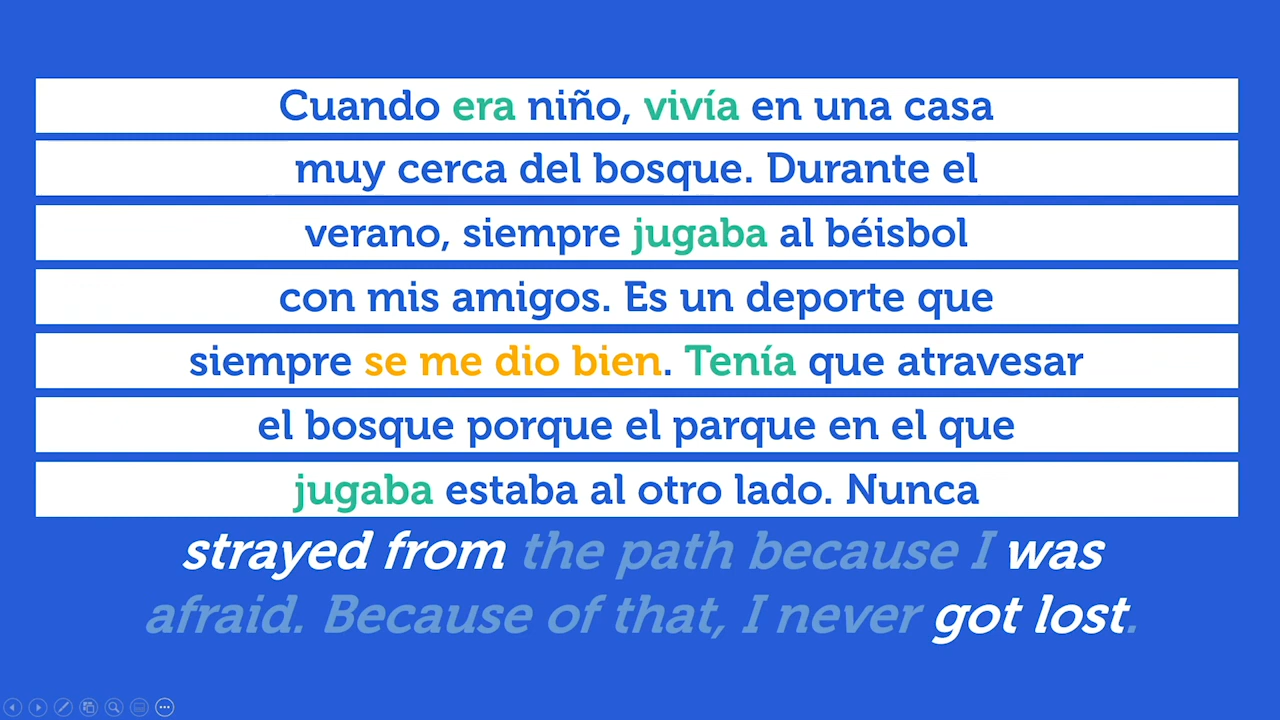 Cuando era niño, vivía en una casa
muy cerca del bosque. Durante el
verano, siempre jugaba al béisbol
con mis amigos. Es un deporte que
siempre se me dio bien. Tenía que atravesar
el bosque porque el parque en el que
jugaba estaba al otro lado. Nunca
strayed from the path because I was
afraid. Because of that, I never got lost.